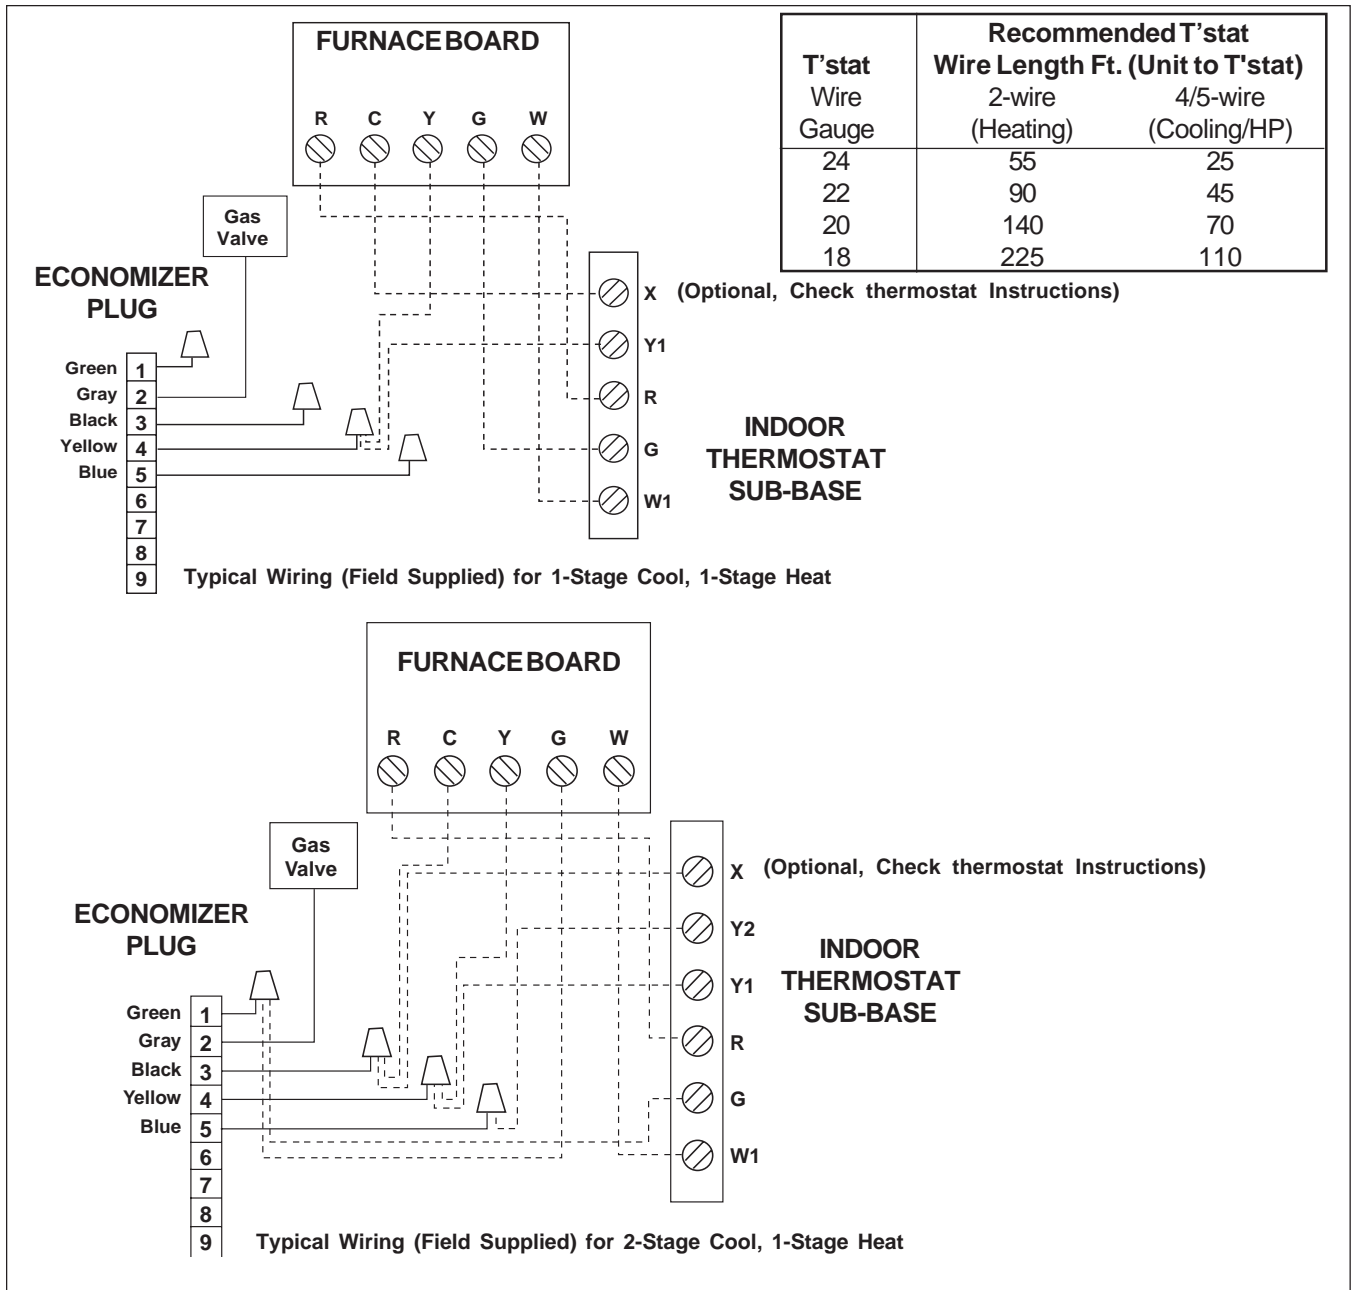 FURNACE BOARD
R C Y G W
Gas
Valve
ECONOMIZER
PLUG
Green 1
Gray 2
Black 3
Yellow 4
Blue 5
6
7
8
9
X (Optional, Check thermostat Instructions)
Y1
R
G
W1
INDOOR
THERMOSTAT
SUB-BASE
Typical Wiring (Field Supplied) for 1-Stage Cool, 1-Stage Heat
Recommended T'stat
T'stat Wire Length Ft. (Unit to T'stat)
Wire 2-wire 4/5-wire
Gauge (Heating) (Cooling/HP)
24 55 25
22 90 45
20 140 70
18 225 110
FURNACE BOARD
R C Y G W
Gas
Valve
ECONOMIZER
PLUG
Green 1
Gray 2
Black 3
Yellow 4
Blue 5
6
7
8
9
X (Optional, Check thermostat Instructions)
Y2
Y1
R
G
W1
INDOOR
THERMOSTAT
SUB-BASE
Typical Wiring (Field Supplied) for 2-Stage Cool, 1-Stage Heat